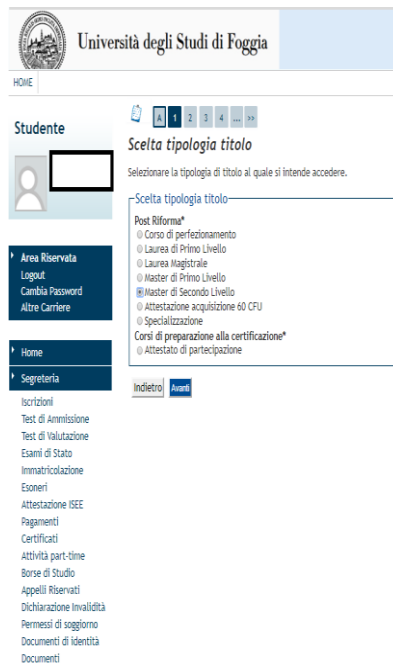 Università degli Studi di Foggia
HOME
Studente
Area Riservata
Logout
Cambia Password
Altre Carriere
Home
Segreteria
Iscrizioni
Test di Ammissione
Test di Valutazione
Esami di Stato
Immatricolazione
Esoneri
Attestazione ISEE
Pagamenti
Certificati
Attività part-time
Borse di Studio
Appelli Riservati
Dichiarazione Invalidità
Permessi di soggiorno
Documenti di identità
Documenti
A 1 2 3 4 ... >>
Scelta tipologia titolo
Selezionare la tipologia di titolo al quale si intende accedere.
Scelta tipologia titolo
Post Riforma*
Corso di perfezionamento
Laurea di Primo Livello
Laurea Magistrale
Master di Primo Livello
Master di Secondo Livello
Attestazione acquisizione 60 CFU
Specializzazione
Corsi di preparazione alla certificazione*
Attestato di partecipazione
Indietro Avanti